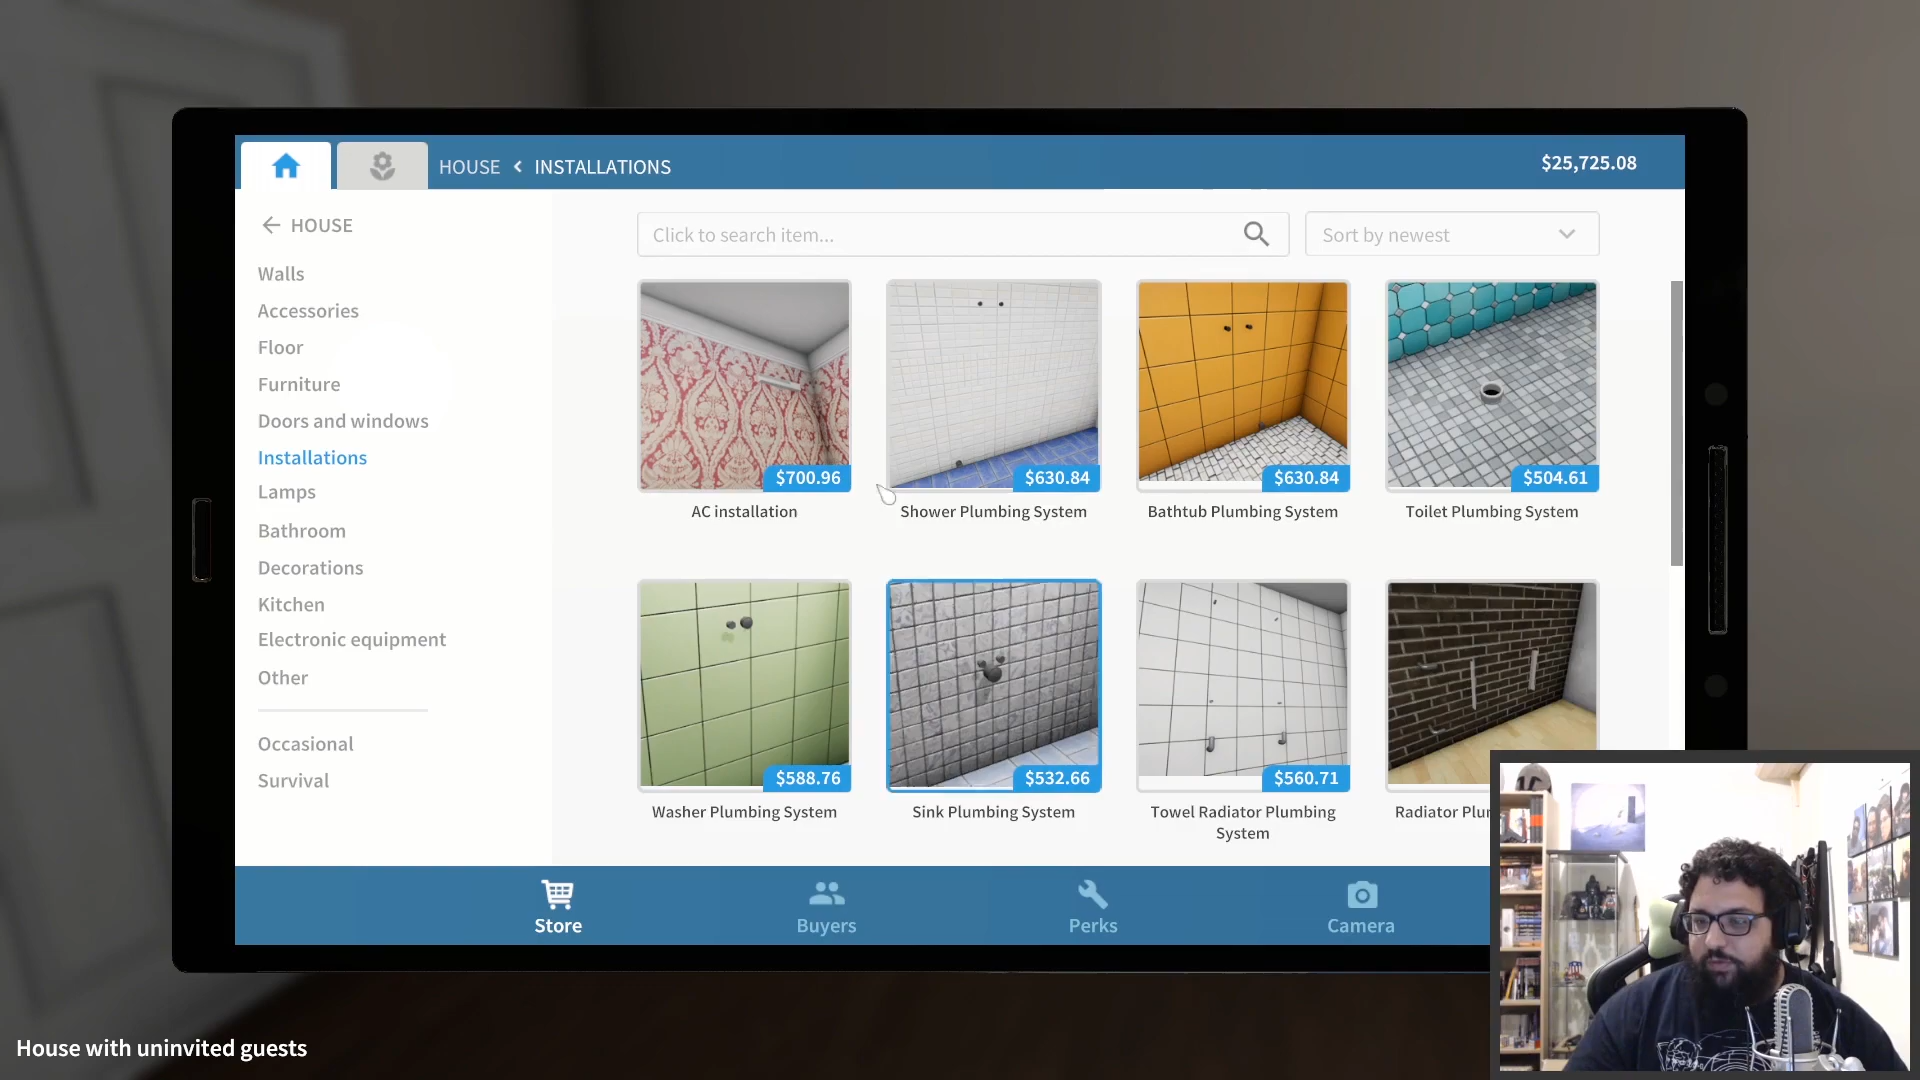 HOUSE < INSTALLATIONS
$25,725.08
HOUSE
Walls
Accessories
Floor
Furniture
Doors and windows
Installations
Lamps
Bathroom
Decorations
Kitchen
Electronic equipment
Other
Occasional
Survival
Click to search item...
Sort by newest
$700.96
$630.84
$630.84
$504.61
AC installation
Shower Plumbing System
Bathtub Plumbing System
Toilet Plumbing System
$588.76
$532.66
$560.71
Washer Plumbing System
Sink Plumbing System
Towel Radiator Plumbing
System
Radiator
Store
Buyers
Perks
Camera
House with uninvited guests